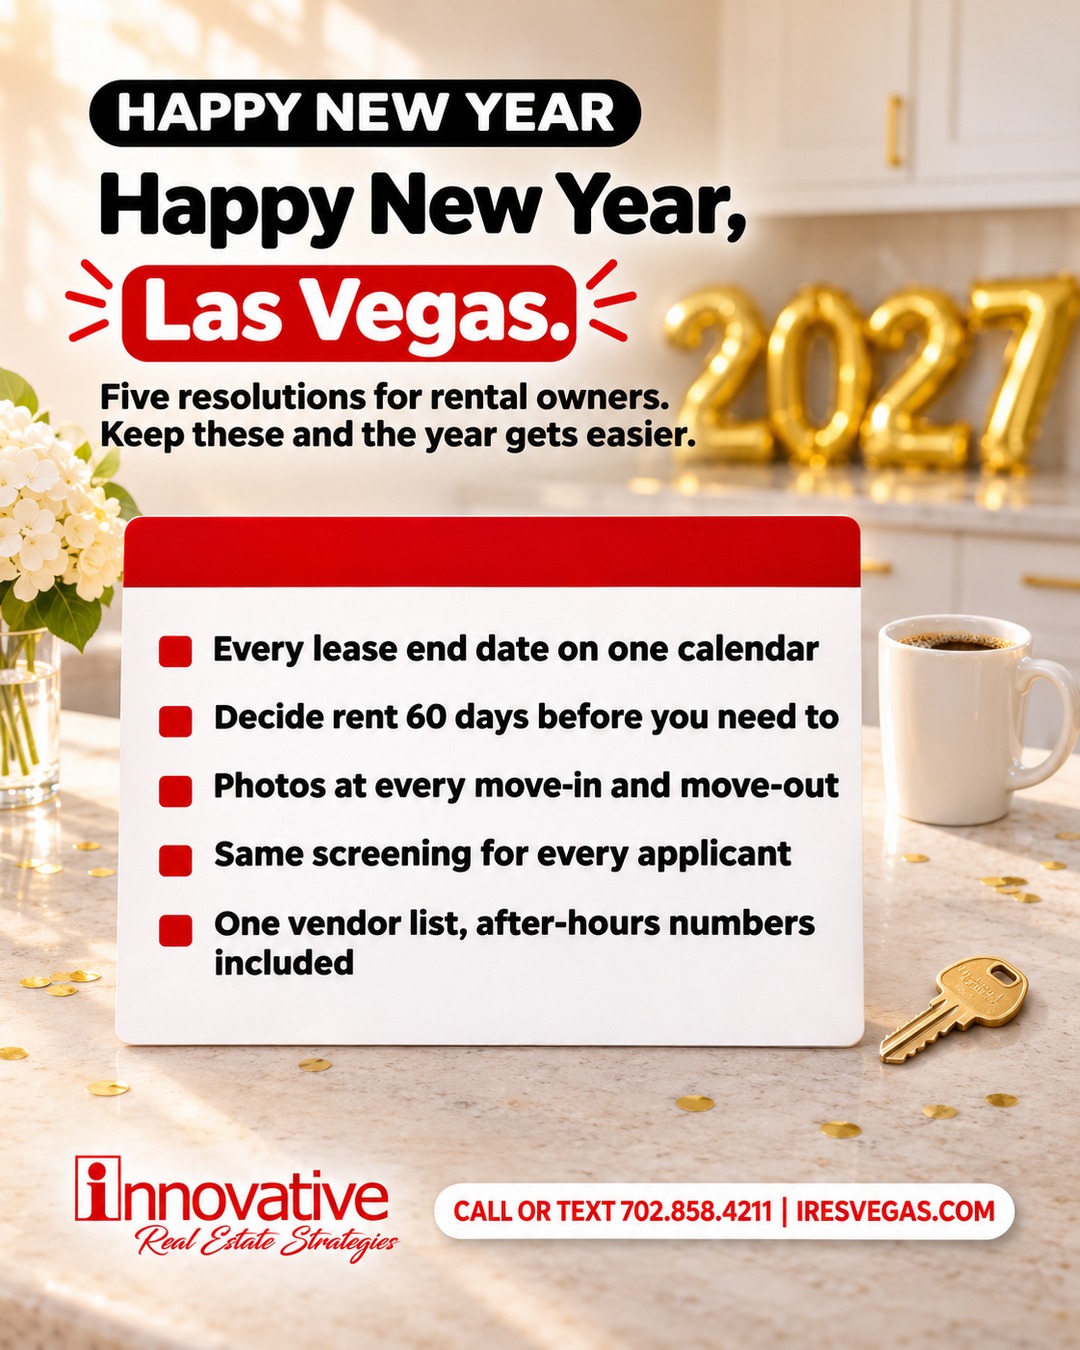 HAPPY NEW YEAR
Happy New Year,
Las Vegas.
Five resolutions for rental owners.
Keep these and the year gets easier.
2027
Every lease end date on one calendar
Decide rent 60 days before you need to
Photos at every move-in and move-out
Same screening for every applicant
One vendor list, after-hours numbers
included
innovative
Real Estate Strategies
CALL OR TEXT 702.858.4211 | IRESVEGAS.COM